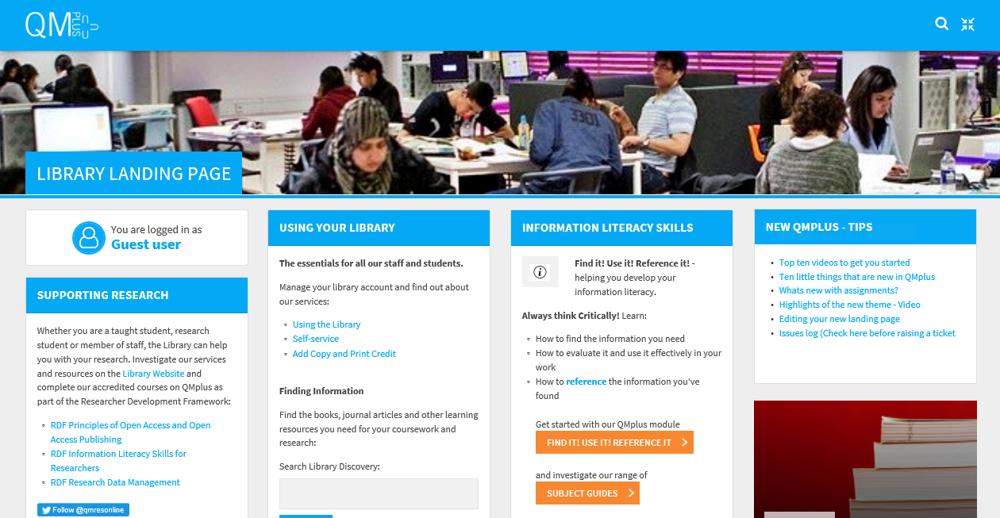 QM
PLUS
LIBRARY LANDING PAGE
You are logged in as
Guest user
SUPPORTING RESEARCH
Whether you are a taught student, research
student or member of staff, the Library can help
you with your research. Investigate our services
and resources on the Library Website and
complete our accredited courses on QMplus as
part of the Researcher Development Framework:
RDF Principles of Open Access and Open
Access Publishing
RDF Information Literacy Skills for
Researchers
RDF Research Data Management
Follow @qmresonline
USING YOUR LIBRARY
The essentials for all our staff and students.
Manage your library account and find out about
our services:
Using the Library
Self-service
Add Copy and Print Credit
Finding Information
Find the books, journal articles and other learning
resources you need for your coursework and
research:
Search Library Discovery:
INFORMATION LITERACY SKILLS
Find it! Use it! Reference it! -
helping you develop your
information literacy.
Always think Critically! Learn:
How to find the information you need
How to evaluate it and use it effectively in your
work
How to reference the information you've
found
Get started with our QMplus module
FIND IT! USE IT! REFERENCE IT
and investigate our range of
SUBJECT GUIDES
NEW QMPLUS - TIPS
Top ten videos to get you started
Ten little things that are new in QMplus
Whats new with assignments?
Highlights of the new theme - Video
Editing your new landing page
Issues log (Check here before raising a ticket